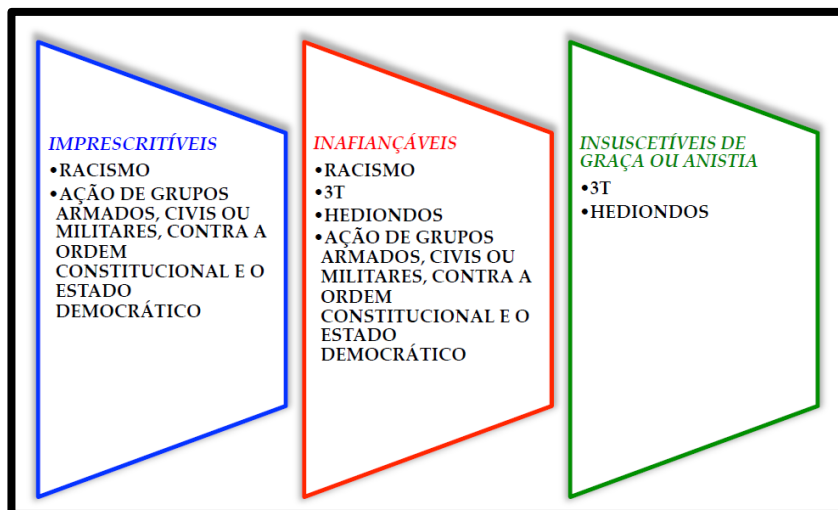 IMPRESCRITÍVEIS
•RACISMO
•AÇÃO DE GRUPOS
ARMADOS, CIVIS OU
MILITARES, CONTRA A
ORDEM
CONSTITUCIONAL E O
ESTADO
DEMOCRÁTICO
INAFIANÇÁVEIS
•RACISMO
•3T
•HEDIONDOS
•AÇÃO DE GRUPOS
ARMADOS, CIVIS OU
MILITARES, CONTRA A
ORDEM
CONSTITUCIONAL E O
ESTADO
DEMOCRÁTICO
INSUSCETÍVEIS DE
GRAÇA OU ANISTIA
•3T
•HEDIONDOS